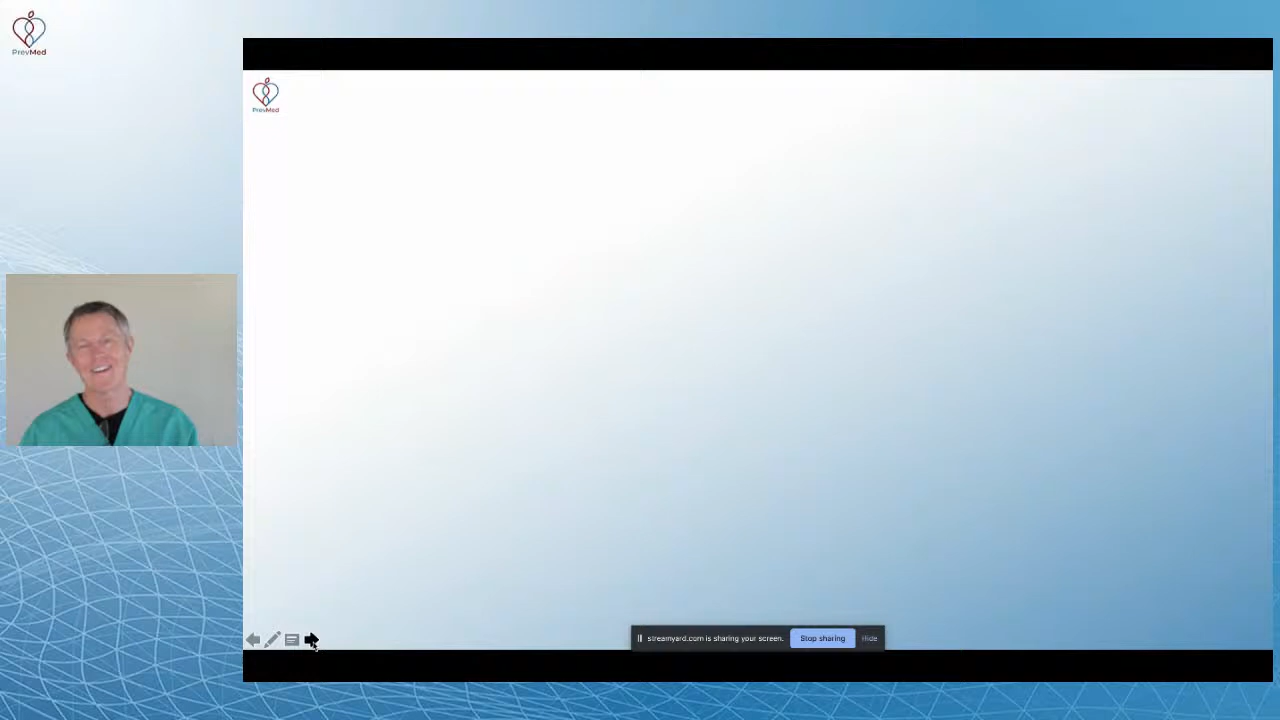 PrevMed
PrevMed
streamyard.com is sharing your screen.
Stop sharing
Hide